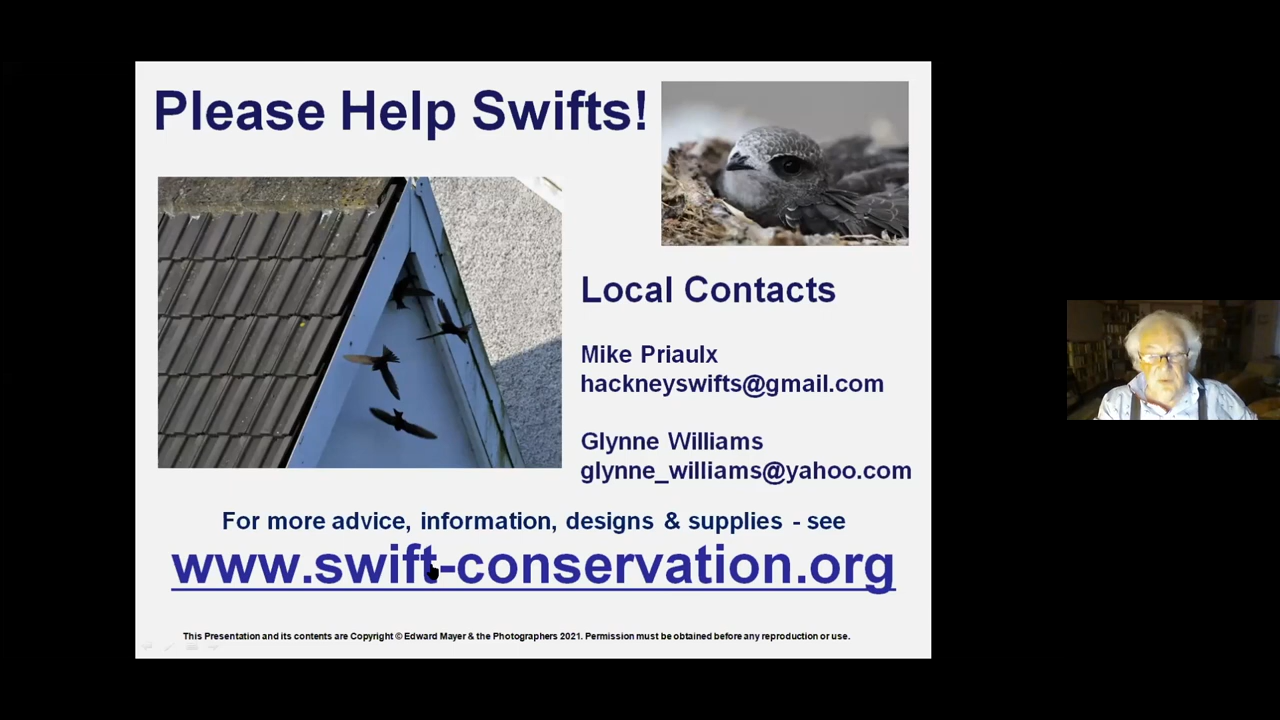 Please Help Swifts!
Local Contacts
Mike Priaulx
hackneyswifts@gmail.com
Glynne Williams
glynne_williams@yahoo.com
For more advice, information, designs & supplies - see
www.swift-conservation.org
This Presentation and its contents are Copyright © Edward Mayer & the Photographers 2021. Permission must be obtained before any reproduction or use.